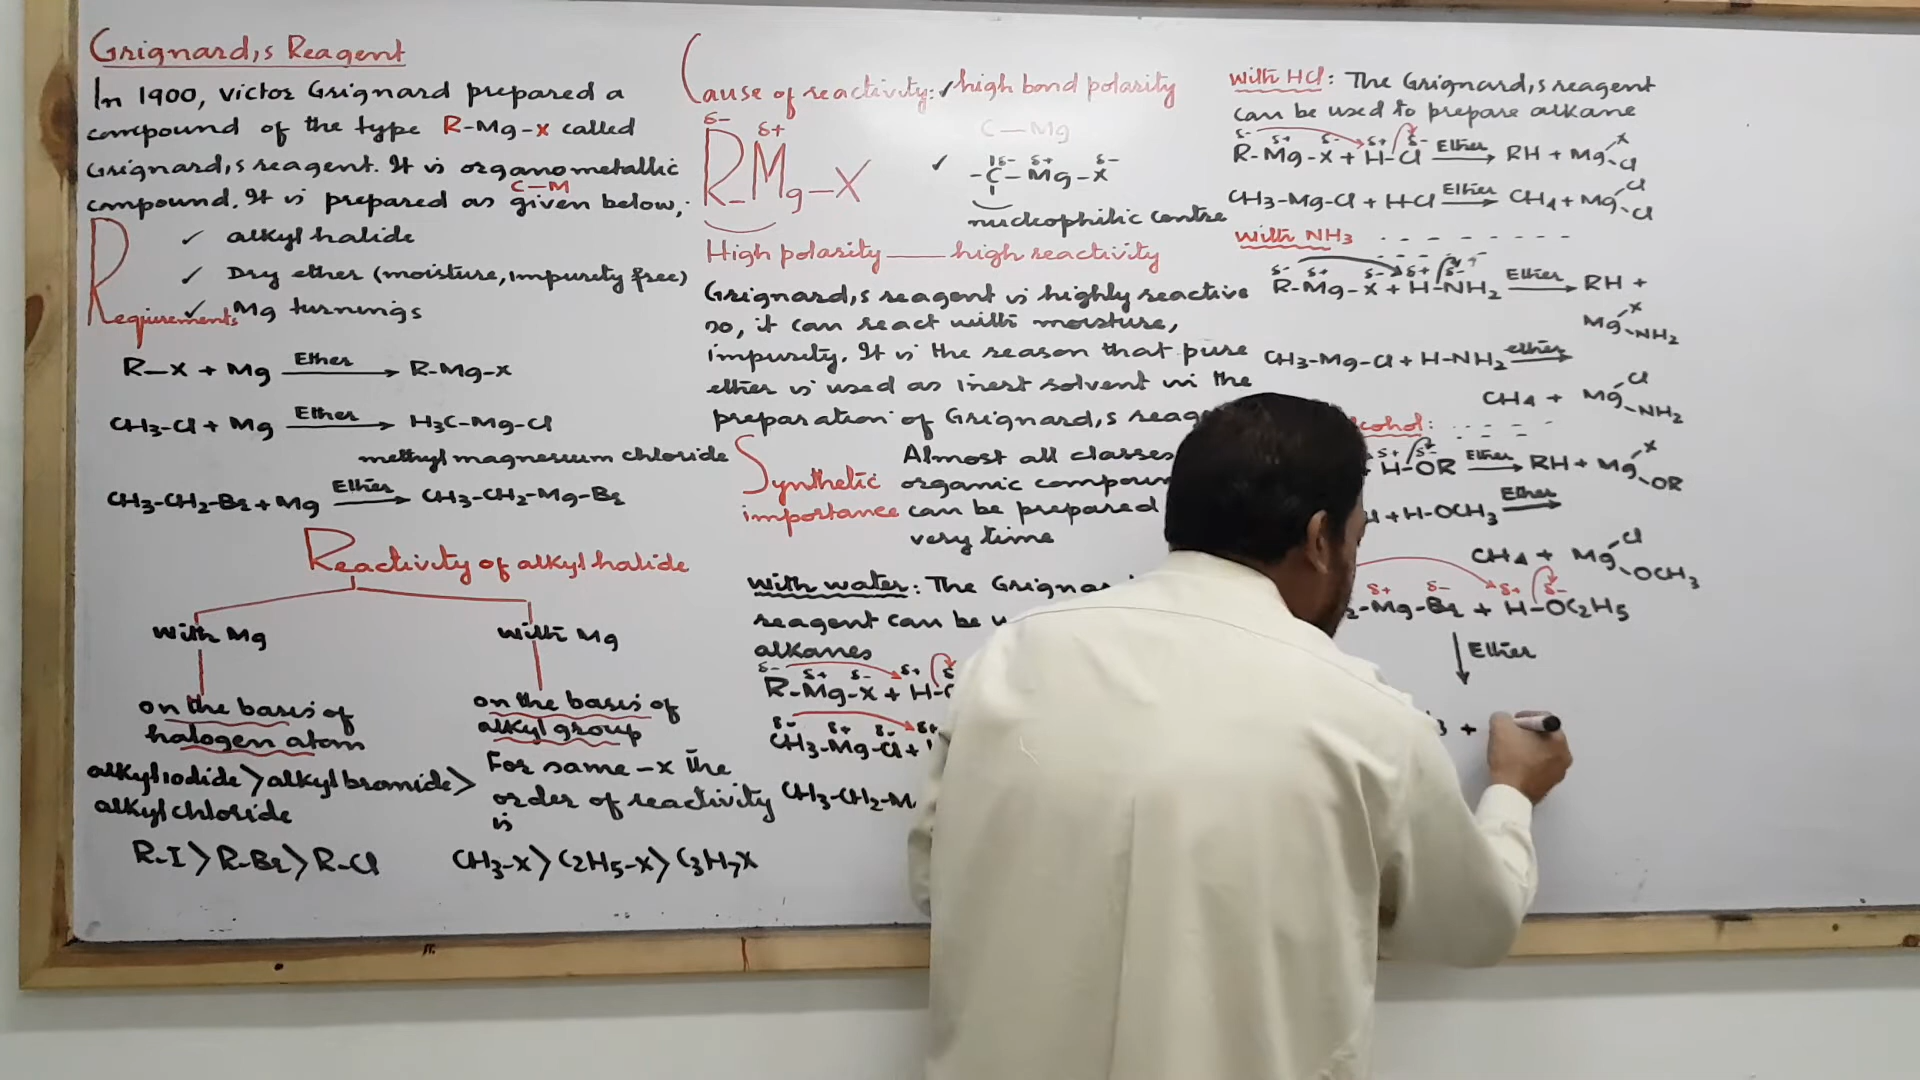 Grignard,s Reagent
In 1900, victor Grignard prepared a
compound of the type R-Mg-x called
Grignard,s reagent. It is organometallic
C-M
compound. It is prepared as given below,:
Requirements
✓ alkyl halide
✓ Dry ether (moisture, impurity free)
✓ Mg turnings
R-X + Mg Ether → R-Mg-X
CH3-Cl + Mg Ether → H3C-Mg-Cl
methyl magnesium chloride
CH3-CH2-Br + Mg Ether → CH3-CH2-Mg-Br
Reactivity of alkyl halide
with Mg
on the basis of
halogen atom
alkyl iodide > alkyl bromide >
alkyl chloride
R-I > R-Br > R-Cl
with Mg
on the basis of
alkyl group
For same -x the
order of reactivity
is
CH3-X > C2H5-X > C3H7X
Cause of reactivity: ✓ high bond polarity
δ- δ+
R-Mg-X
C-Mg
✓ δ- δ+ δ-
-C-Mg-X
nucleophilic centre
High polarity — high reactivity
Grignard,s reagent is highly reactive
so, it can react with moisture,
impurity. It is the reason that pure
ether is used as inert solvent in the
preparation of Grignard,s
Synthetic
importance
Almost all classes
organic
can be prepared
very time
with water: The
reagent can be
alkanes
δ- δ+ δ- δ+
R-Mg-X + H-
δ- δ+ δ- δ+
CH3-Mg-Cl +
CH3-CH2-M
with HCl: The Grignard,s reagent
can be used to prepare alkane
δ- δ+ δ- δ+ δ-
R-Mg-X + H-Cl Ether → RH + Mg X Cl
CH3-Mg-Cl + HCl Ether → CH4 + Mg Cl Cl
with NH3 - - - - - - -
δ- δ+ δ- δ+ δ-
R-Mg-X + H-NH2 Ether → RH +
Mg X NH2
CH3-Mg-Cl + H-NH2 ether →
CH4 + Mg Cl NH2
cohol:
δ+ δ-
+ H-OR Ether → RH + Mg X OR
+ H-OCH3 Ether →
CH4 + Mg Cl OCH3
δ+ δ- δ+ δ-
2-Mg-Br + H-OC2H5
↓ Ether
3 +